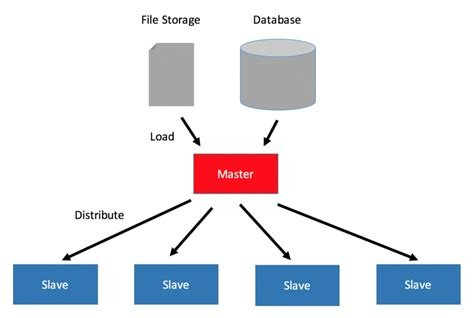 File Storage
Database
Load
Master
Distribute
Slave
Slave
Slave
Slave